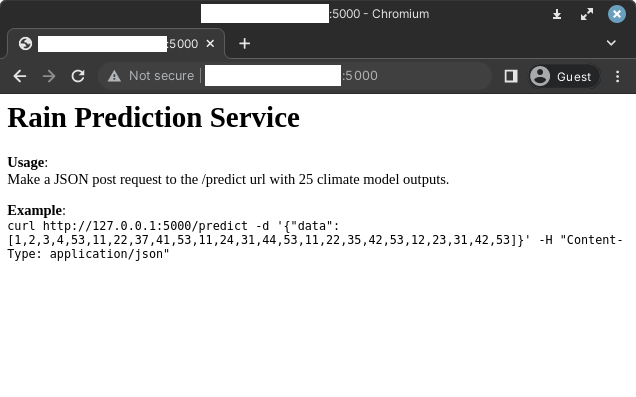 :5000 - Chromium
:5000
Not secure
:5000
Guest
Rain Prediction Service
Usage:
Make a JSON post request to the /predict url with 25 climate model outputs.
Example:
curl http://127.0.0.1:5000/predict -d '{"data":
[1,2,3,4,53,11,22,37,41,53,11,24,31,44,53,11,22,35,42,53,12,23,31,42,53]}' -H "Content-
Type: application/json"